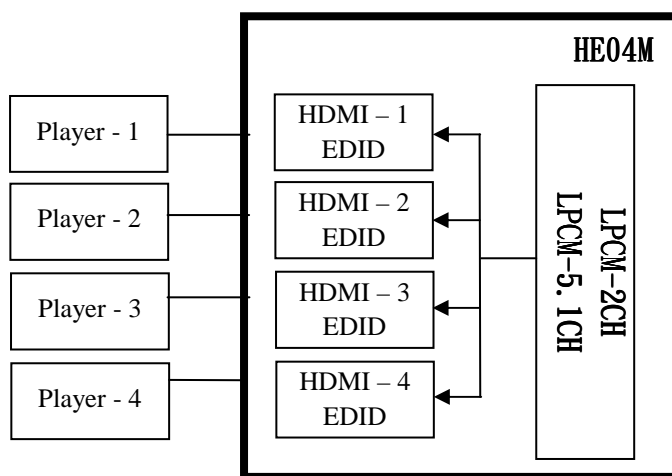 HE04M
Player - 1
HDMI – 1
EDID
Player - 2
HDMI – 2
EDID
Player - 3
HDMI – 3
EDID
Player - 4
HDMI – 4
EDID
LPCM-2CH
LPCM-5.1CH